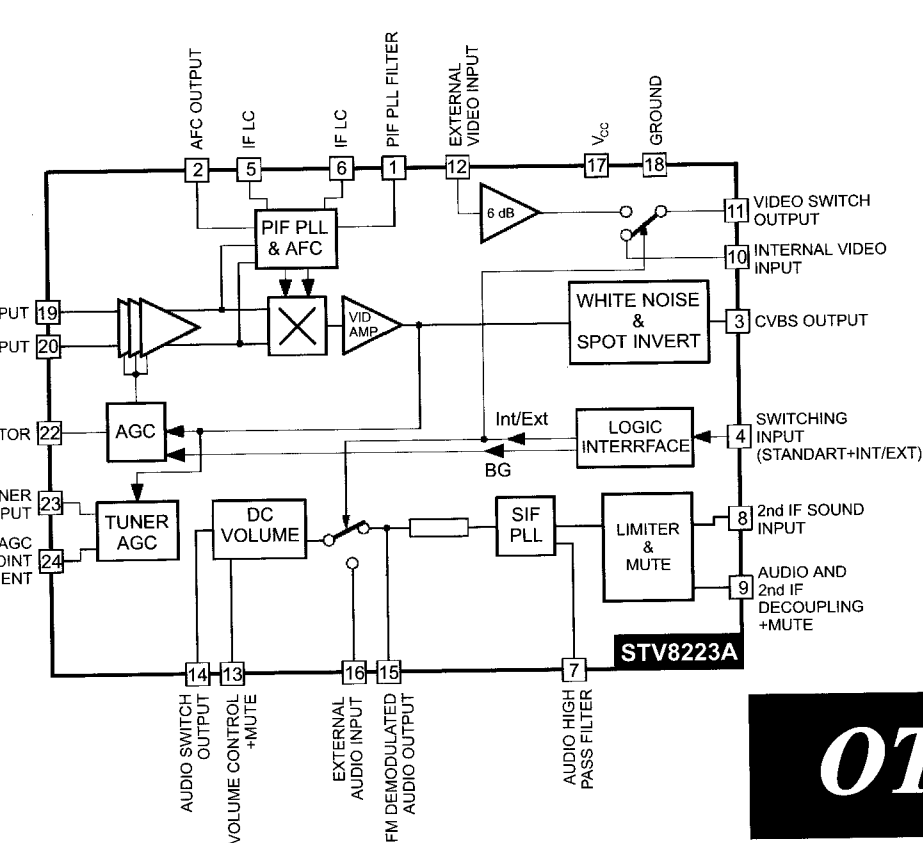 AFC OUTPUT
IF LC
IF LC
PIF PLL FILTER
EXTERNAL
VIDEO INPUT
VCC
GROUND
2
5
6
1
12
17
18
6 dB
11
VIDEO SWITCH
OUTPUT
PIF PLL
& AFC
10
INTERNAL VIDEO
INPUT
PUT
19
VID
AMP
WHITE NOISE
&
SPOT INVERT
3
CVBS OUTPUT
PUT
20
TOR
22
AGC
Int/Ext
BG
LOGIC
INTERRFACE
4
SWITCHING
INPUT
(STANDART+INT/EXT)
NER
PUT
23
TUNER
AGC
DC
VOLUME
SIF
PLL
LIMITER
&
MUTE
8
2nd IF SOUND
INPUT
AGC
OINT
ENT
24
9
AUDIO AND
2nd IF
DECOUPLING
+MUTE
STV8223A
14
13
16
15
7
AUDIO SWITCH
OUTPUT
VOLUME CONTROL
+MUTE
EXTERNAL
AUDIO INPUT
FM DEMODULATED
AUDIO OUTPUT
AUDIO HIGH
PASS FILTER
OT